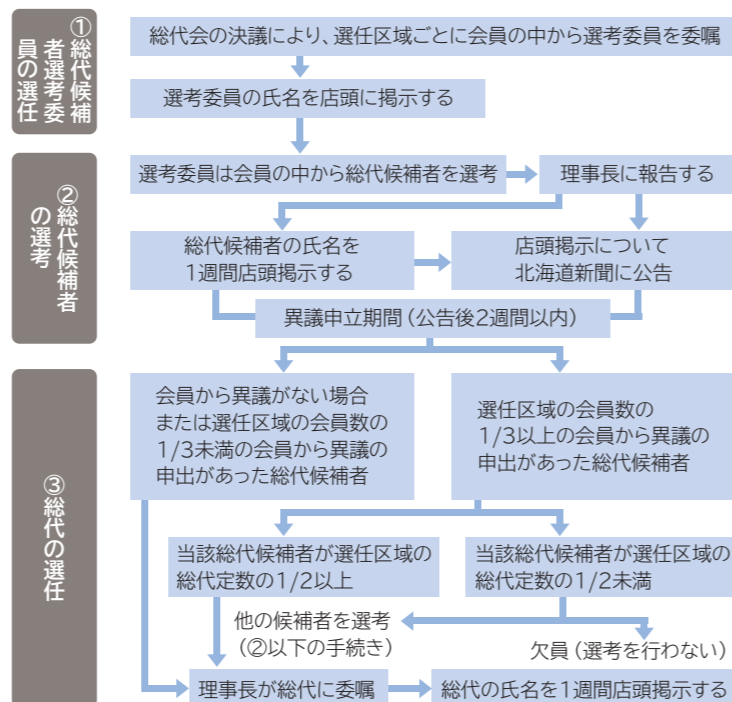 ①総代候補
者選考委
員の選任
総代会の決議により、選任区域ごとに会員の中から選考委員を委嘱
選考委員の氏名を店頭に掲示する
②総代候補者
の選考
選考委員は会員の中から総代候補者を選考
理事長に報告する
総代候補者の氏名を
1週間店頭掲示する
店頭掲示について
北海道新聞に公告
異議申立期間（公告後2週間以内）
③総代の選任
会員から異議がない場合
または選任区域の会員数の
1/3未満の会員から異議の
申出があった総代候補者
選任区域の会員数の
1/3以上の会員から異議の
申出があった総代候補者
当該総代候補者が選任区域の
総代定数の1/2以上
当該総代候補者が選任区域の
総代定数の1/2未満
他の候補者を選考
（②以下の手続き）
欠員（選考を行わない）
理事長が総代に委嘱
総代の氏名を1週間店頭掲示する